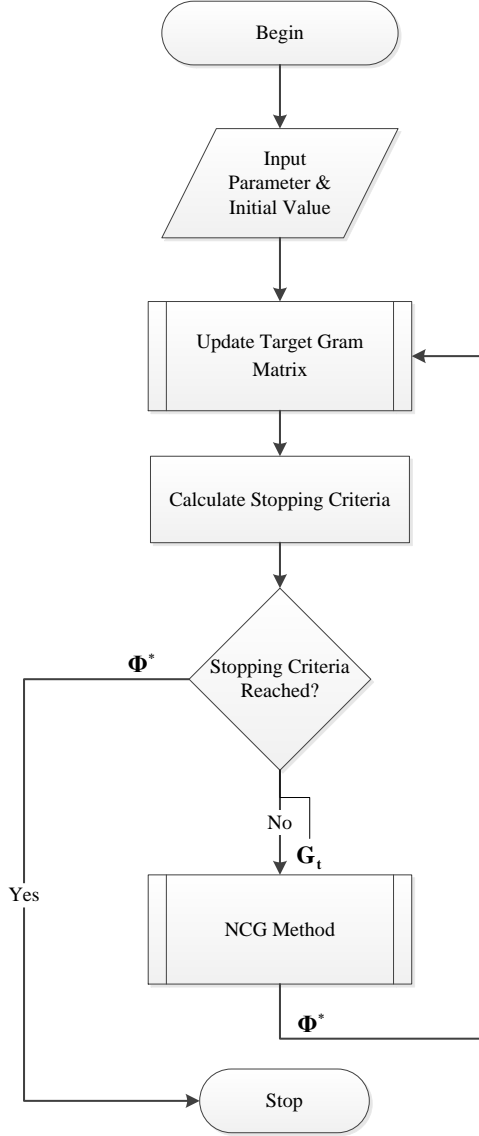 Begin
Input
Parameter &
Initial Value
Update Target Gram
Matrix
Calculate Stopping Criteria
Φ*
Stopping Criteria
Reached?
No
G_t
Yes
NCG Method
Φ*
Stop